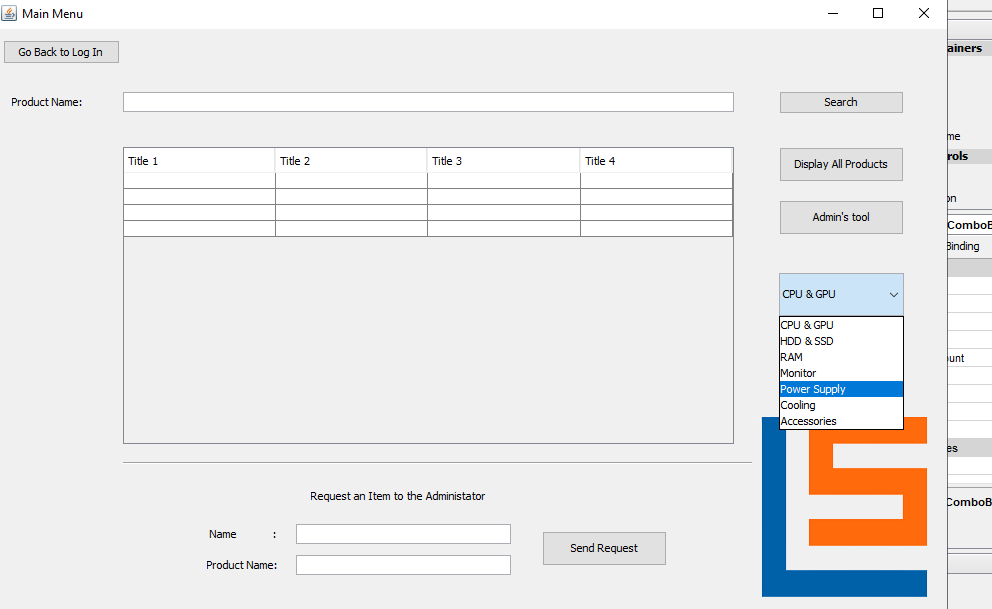 Main Menu
ainers
Go Back to Log In
Product Name:
Search
me
rols
Title 1 Title 2 Title 3 Title 4
Display All Products
on
Admin's tool
ComboB
Binding
CPU & GPU
CPU & GPU
HDD & SSD
RAM
unt
Monitor
Power Supply
Cooling
Accessories
es
Request an Item to the Administator
ComboB
Name :
Send Request
Product Name: